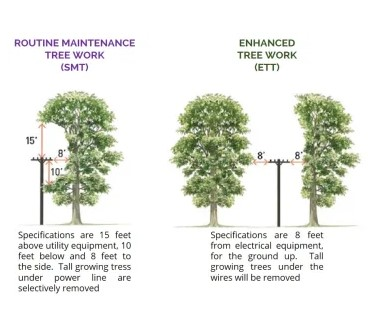 ROUTINE MAINTENANCE
TREE WORK
(SMT)
ENHANCED
TREE WORK
(ETT)
15'
8'
10'
8'
8'
Specifications are 15 feet
above utility equipment, 10
feet below and 8 feet to
the side. Tall growing tress
under power line are
selectively removed
Specifications are 8 feet
from electrical equipment,
for the ground up. Tall
growing trees under the
wires will be removed